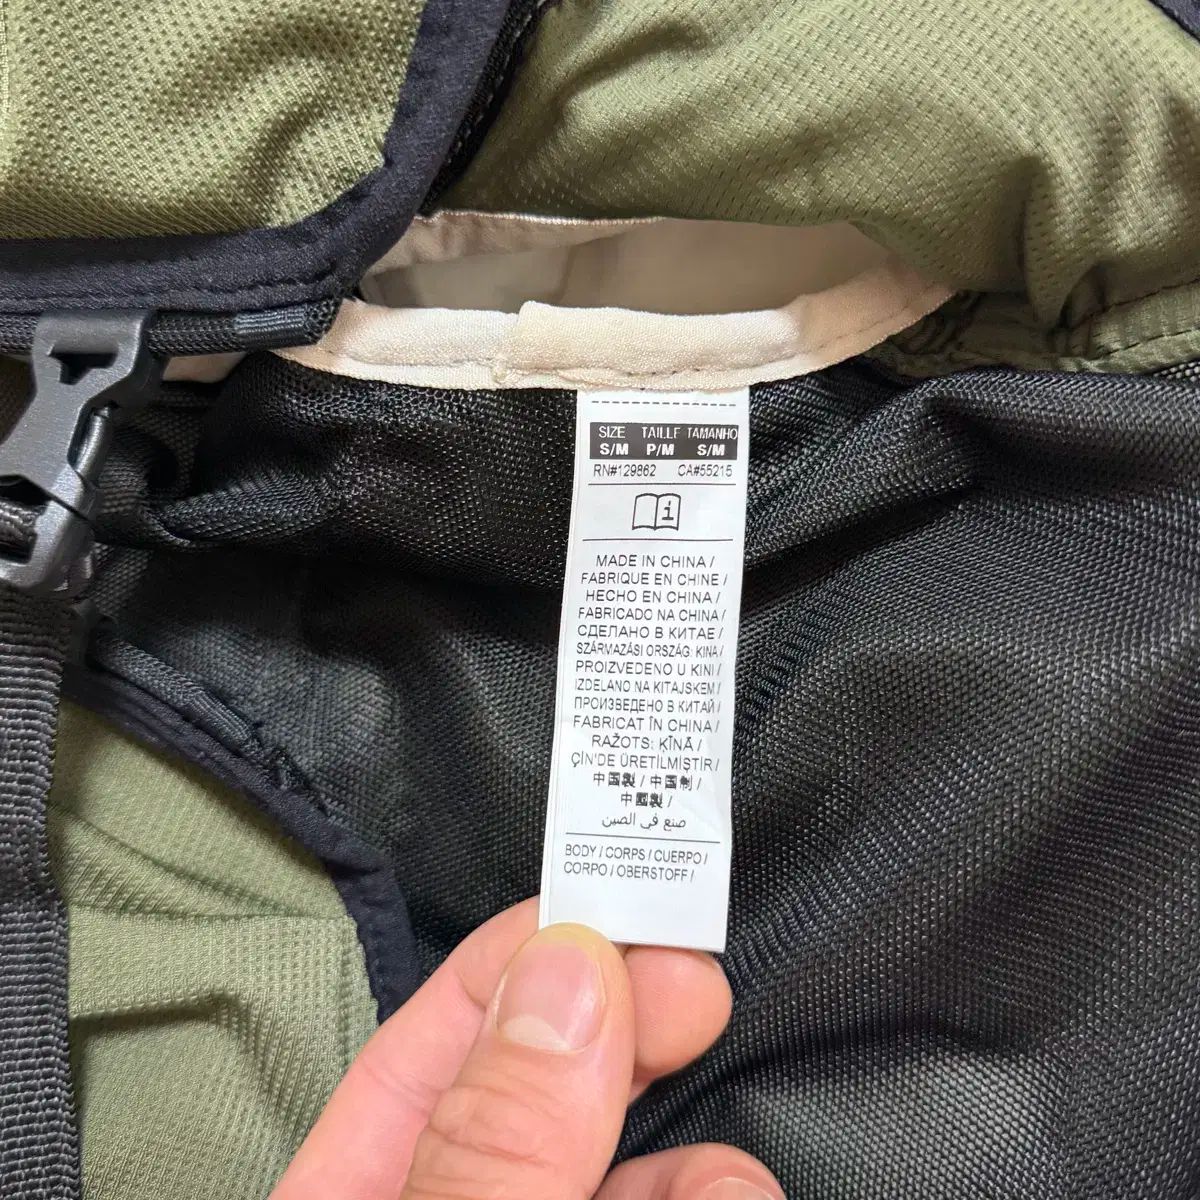 SIZE TAILLE TAMANHO
S/M P/M S/M
RN#129862 CA#55215
i
MADE IN CHINA /
FABRIQUE EN CHINE /
HECHO EN CHINA /
FABRICADO NA CHINA /
СДЕЛАНО В КИТАЕ /
SZÁRMAZÁSI ORSZÁG: KÍNA /
PROIZVEDENO U KINI /
IZDELANO NA KITAJSKEM /
ПРОИЗВЕДЕНО В КИТАЙ /
FABRICAT ÎN CHINA /
RAŽOTS: ĶĪNĀ /
ÇİN'DE ÜRETİLMİŞTİR /
中国製 / 中国制 /
中國製 /
صنع في الصين
BODY / CORPS / CUERPO /
CORPO / OBERSTOFF /